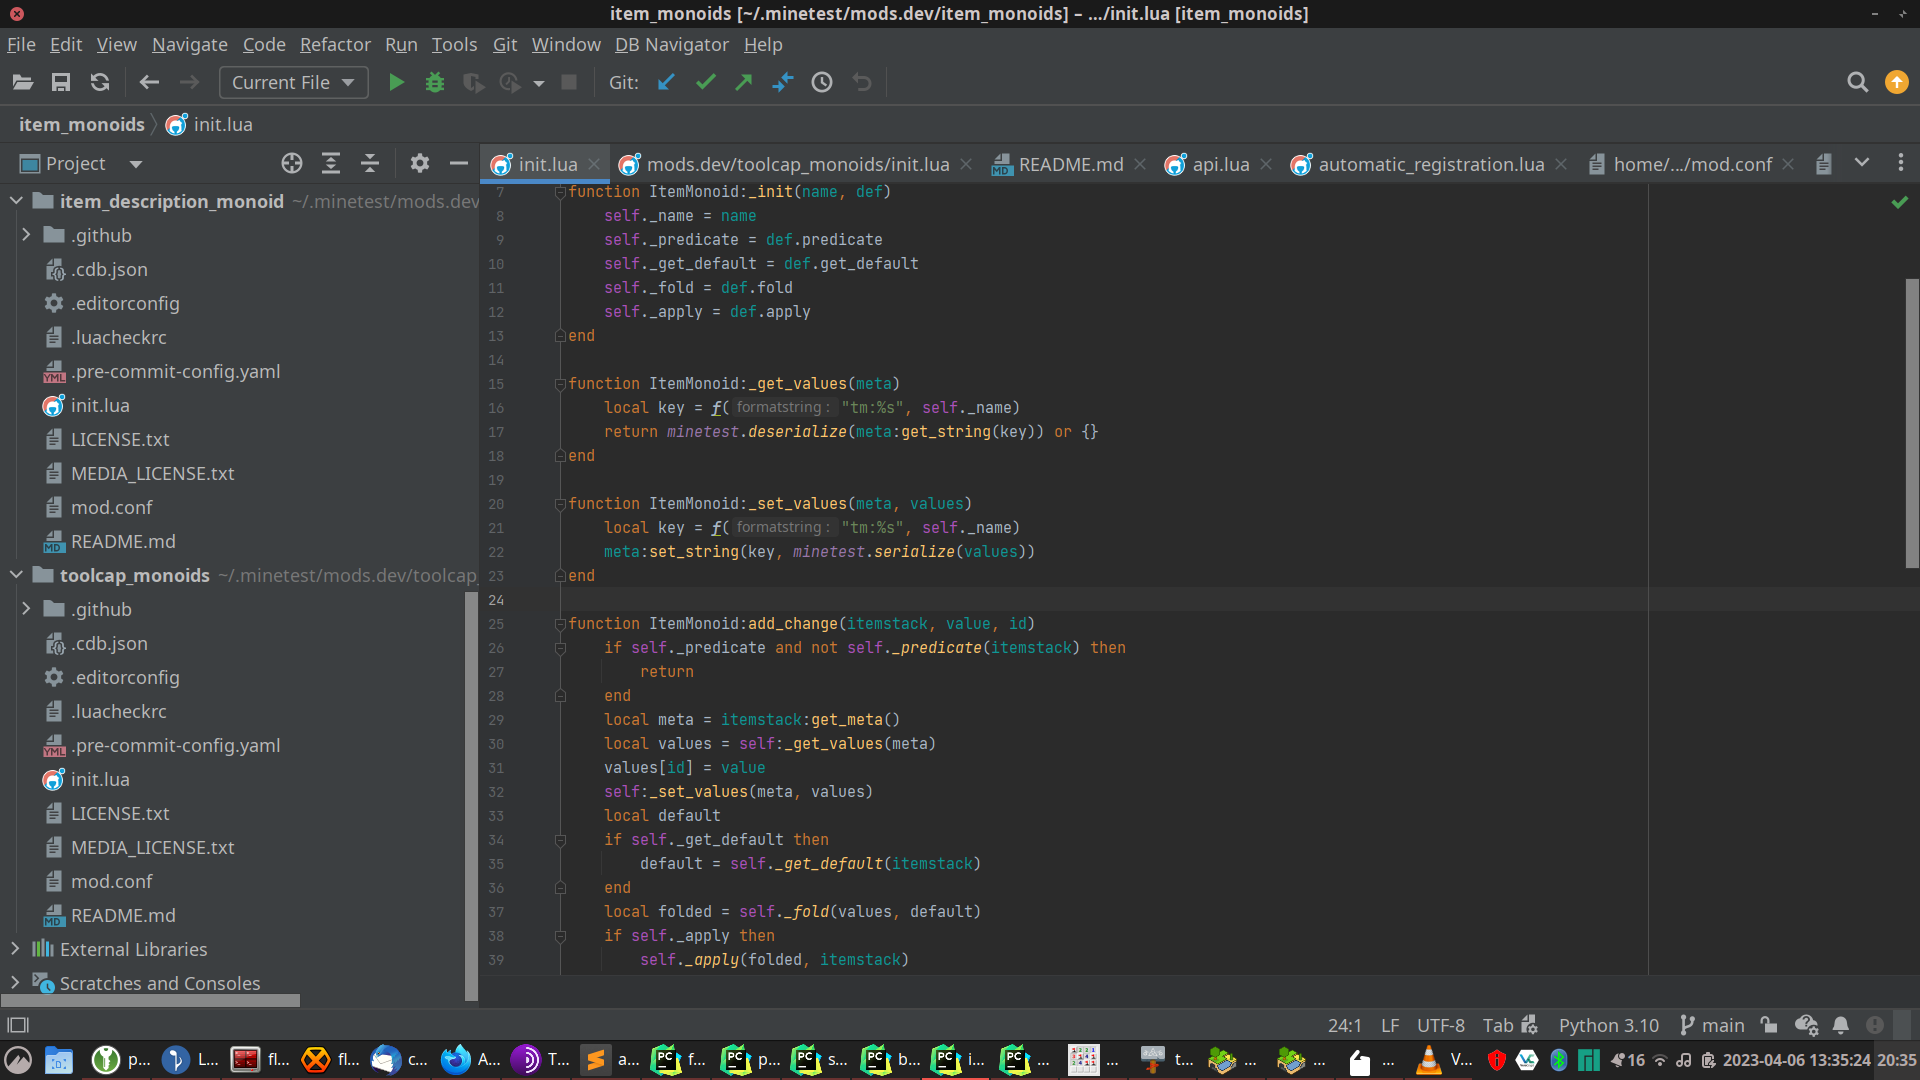 item_monoids [~/.minetest/mods.dev/item_monoids] – .../init.lua [item_monoids]
File Edit View Navigate Code Refactor Run Tools Git Window DB Navigator Help
Current File Git:
item_monoids init.lua
Project
init.lua mods.dev/toolcap_monoids/init.lua README.md api.lua automatic_registration.lua home/.../mod.conf
item_description_monoid ~/.minetest/mods.dev
.github
.cdb.json
.editorconfig
.luacheckrc
.pre-commit-config.yaml
init.lua
LICENSE.txt
MEDIA_LICENSE.txt
mod.conf
README.md
toolcap_monoids ~/.minetest/mods.dev/toolcap_
.github
.cdb.json
.editorconfig
.luacheckrc
.pre-commit-config.yaml
init.lua
LICENSE.txt
MEDIA_LICENSE.txt
mod.conf
README.md
External Libraries
Scratches and Consoles
7 function ItemMonoid:_init(name, def)
8 self._name = name
9 self._predicate = def.predicate
10 self._get_default = def.get_default
11 self._fold = def.fold
12 self._apply = def.apply
13 end
14
15 function ItemMonoid:_get_values(meta)
16 local key = f( formatstring: "tm:%s", self._name)
17 return minetest.deserialize(meta:get_string(key)) or {}
18 end
19
20 function ItemMonoid:_set_values(meta, values)
21 local key = f( formatstring: "tm:%s", self._name)
22 meta:set_string(key, minetest.serialize(values))
23 end
24
25 function ItemMonoid:add_change(itemstack, value, id)
26 if self._predicate and not self._predicate(itemstack) then
27 return
28 end
29 local meta = itemstack:get_meta()
30 local values = self:_get_values(meta)
31 values[id] = value
32 self:_set_values(meta, values)
33 local default
34 if self._get_default then
35 default = self._get_default(itemstack)
36 end
37 local folded = self._fold(values, default)
38 if self._apply then
39 self._apply(folded, itemstack)
24:1 LF UTF-8 Tab Python 3.10 main
p... L... fl... fl... c... A... T... a... f... p... s... b... i... ... ... t... ... ... ... V... 16 2023-04-06 13:35:24 20:35